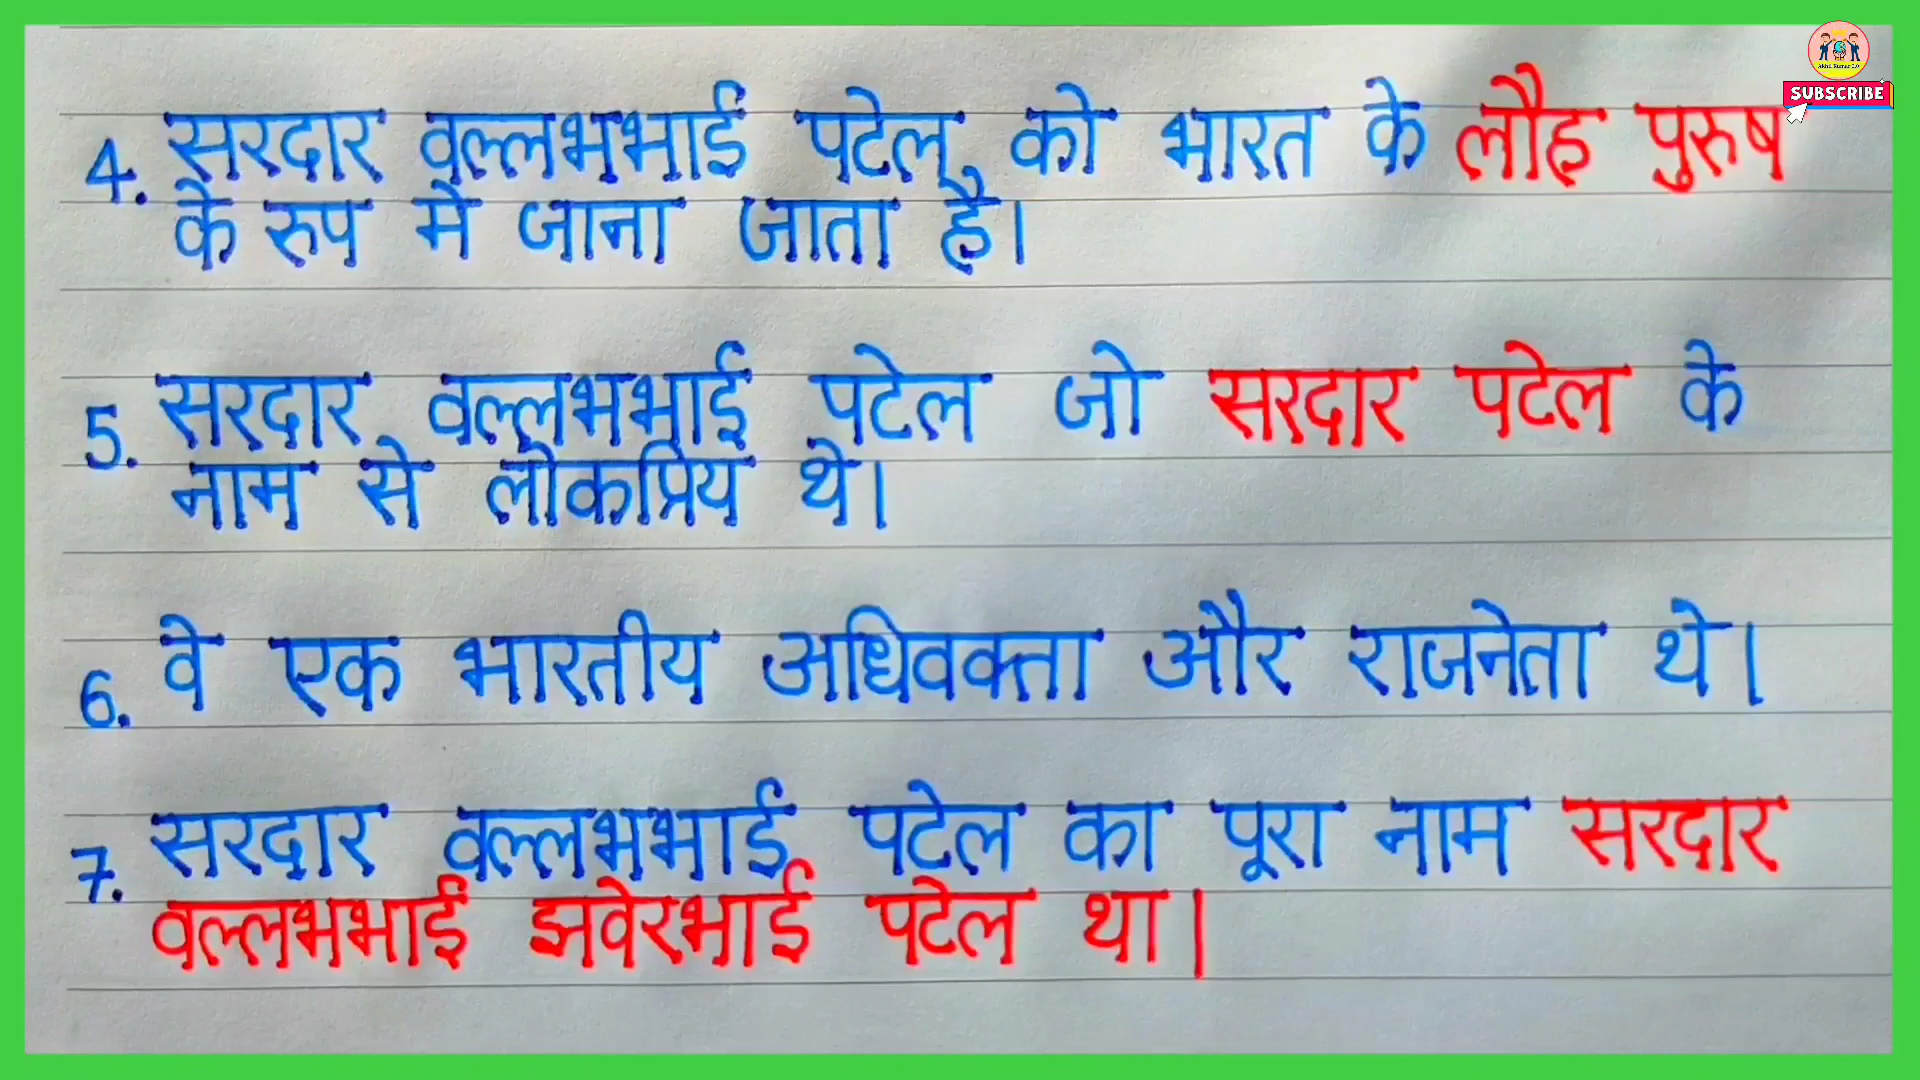 4. सरदार वल्लभभाई पटेल को भारत के लौह पुरुष
के रुप मे जाना जाता है।
5. सरदार वल्लभभाई पटेल जो सरदार पटेल के
नाम से लोकप्रिय थे।
6. वे एक भारतीय अधिवक्ता और राजनेता थे।
7. सरदार वल्लभभाई पटेल का पूरा नाम सरदार
वल्लभभाई झवेरभाई पटेल था।
SUBSCRIBE